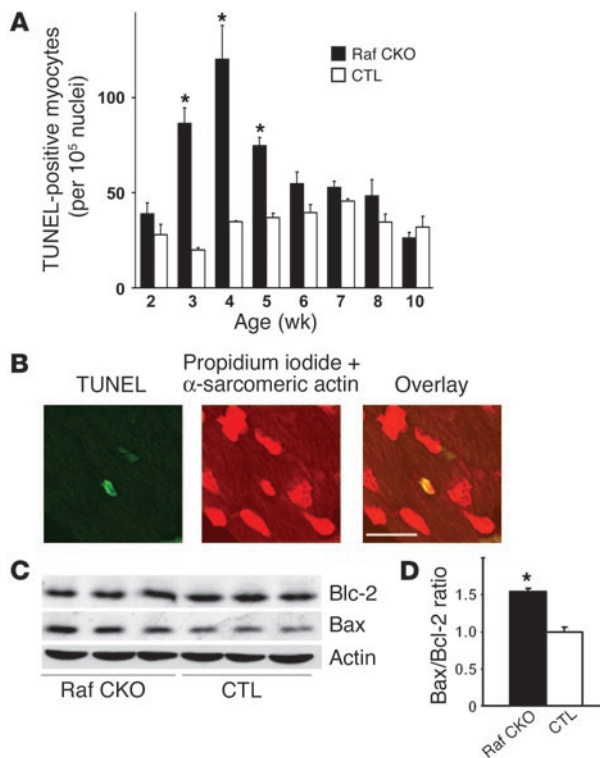 A
TUNEL-positive myocytes
(per 10⁵ nuclei)
100
50
0
* * *
Raf CKO
CTL
2 3 4 5 6 7 8 10
Age (wk)
B
TUNEL
Propidium iodide +
α-sarcomeric actin
Overlay
C
Blc-2
Bax
Actin
Raf CKO CTL
D
Bax/Bcl-2 ratio
1.5
1.0
0
*
Raf CKO
CTL